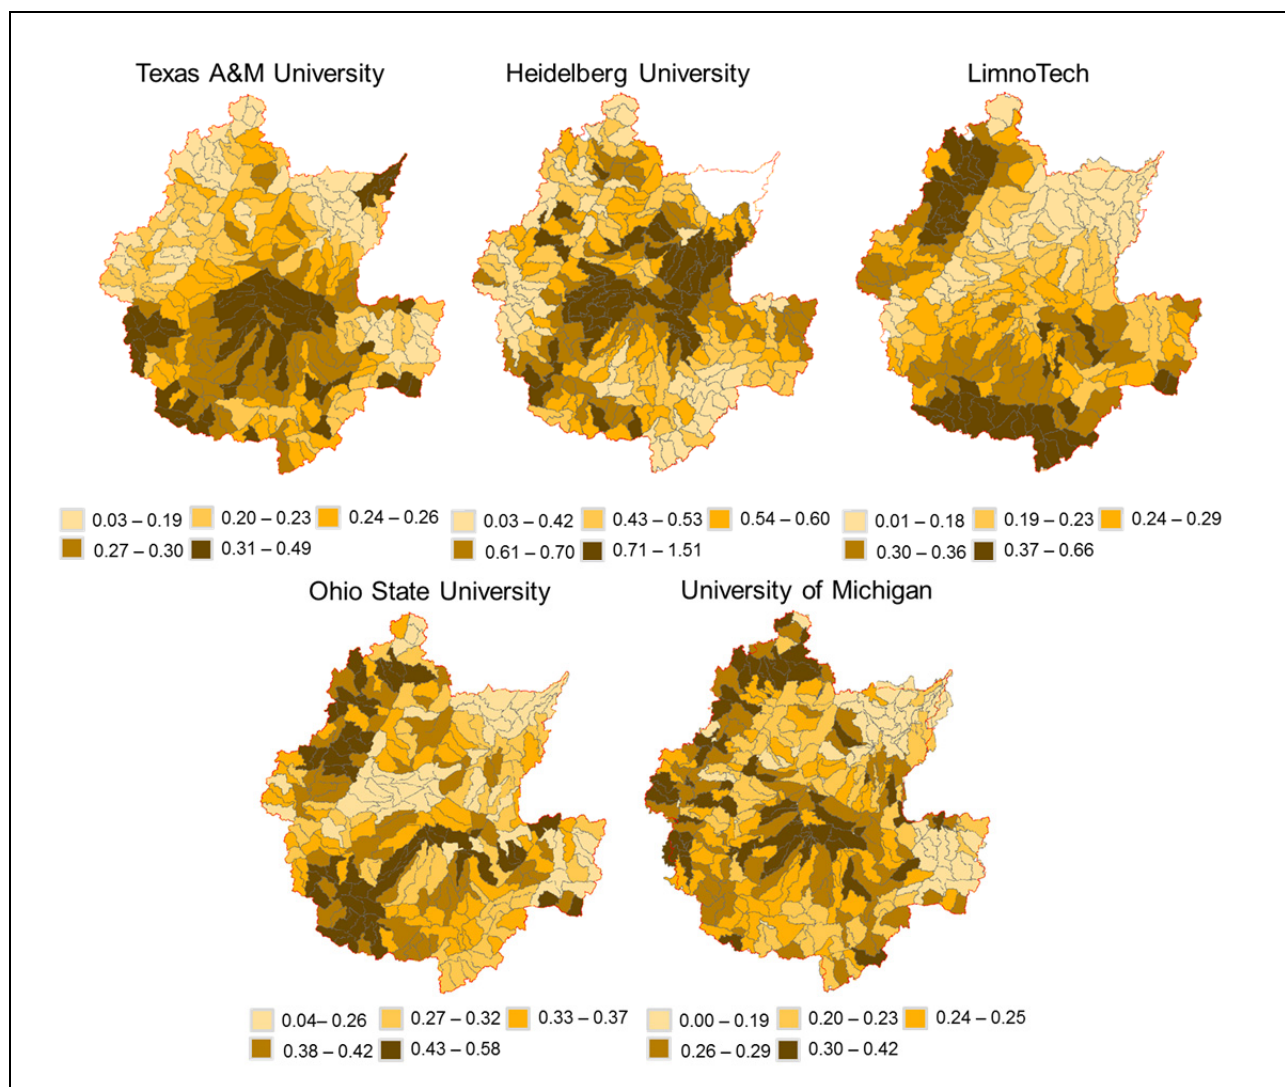 Texas A&M University
Heidelberg University
LimnoTech
0.03 – 0.19 0.20 – 0.23 0.24 – 0.26
0.27 – 0.30 0.31 – 0.49
0.03 – 0.42 0.43 – 0.53 0.54 – 0.60
0.61 – 0.70 0.71 – 1.51
0.01 – 0.18 0.19 – 0.23 0.24 – 0.29
0.30 – 0.36 0.37 – 0.66
Ohio State University
University of Michigan
0.04– 0.26 0.27 – 0.32 0.33 – 0.37
0.38 – 0.42 0.43 – 0.58
0.00 – 0.19 0.20 – 0.23 0.24 – 0.25
0.26 – 0.29 0.30 – 0.42